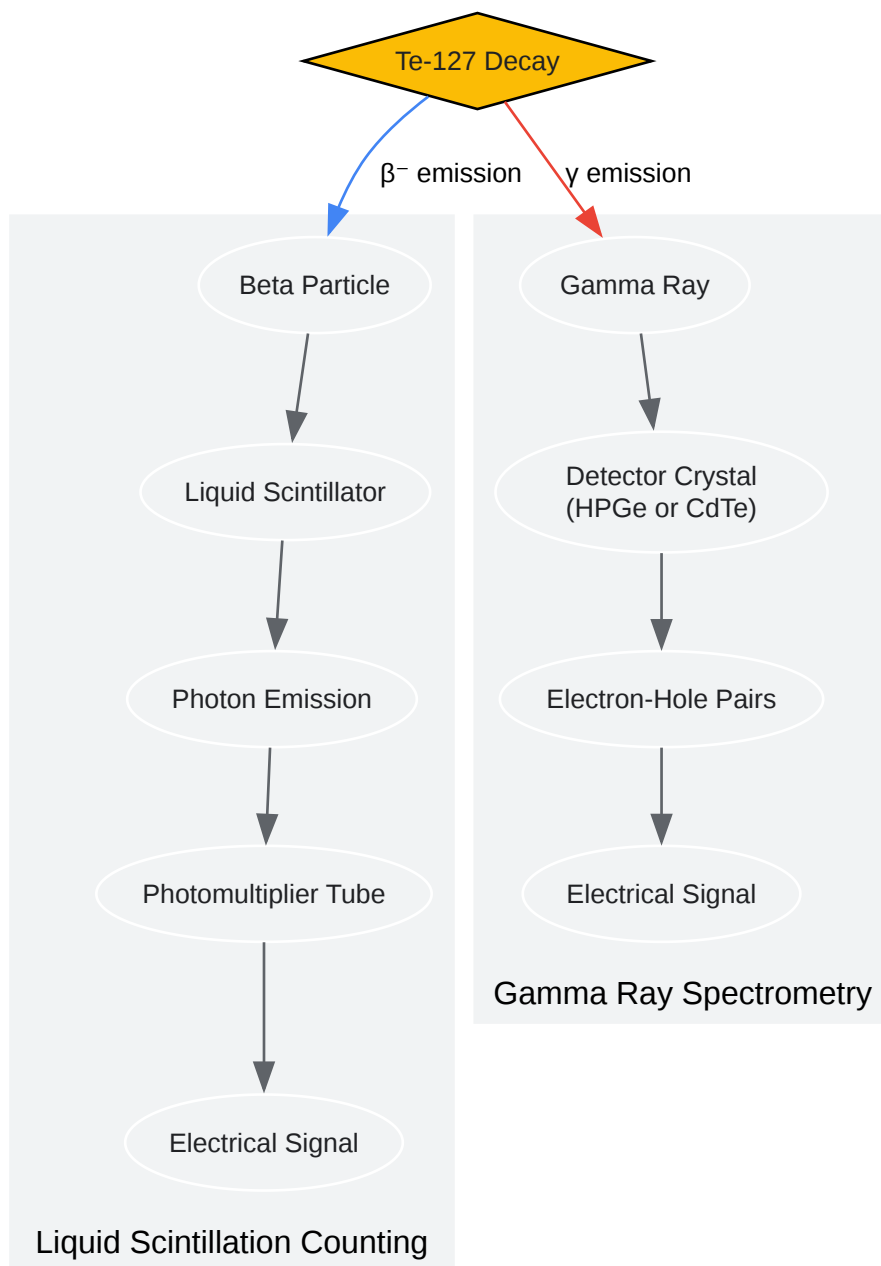 Te-127 Decay
β⁻ emission
γ emission
Beta Particle
Liquid Scintillator
Photon Emission
Photomultiplier Tube
Electrical Signal
Liquid Scintillation Counting
Gamma Ray
Detector Crystal
(HPGe or CdTe)
Electron-Hole Pairs
Electrical Signal
Gamma Ray Spectrometry